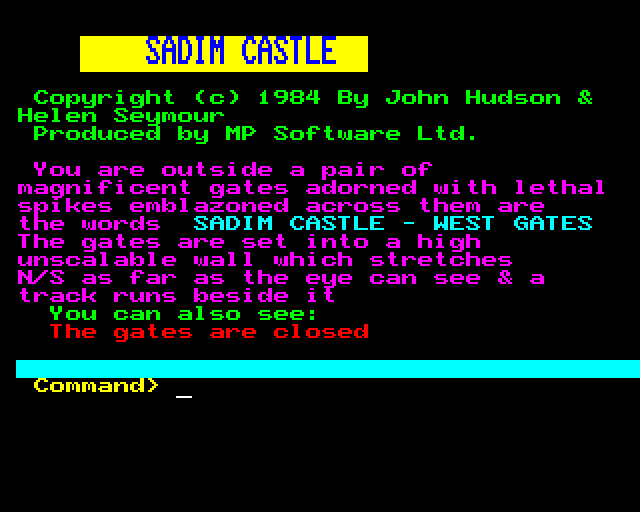 SADIM CASTLE
Copyright (c) 1984 By John Hudson &
Helen Seymour
Produced by MP Software Ltd.
You are outside a pair of
magnificent gates adorned with lethal
spikes emblazoned across them are
the words  SADIM CASTLE - WEST GATES
The gates are set into a high
unscalable wall which stretches
N/S as far as the eye can see & a
track runs beside it
You can also see:
The gates are closed
Command> _